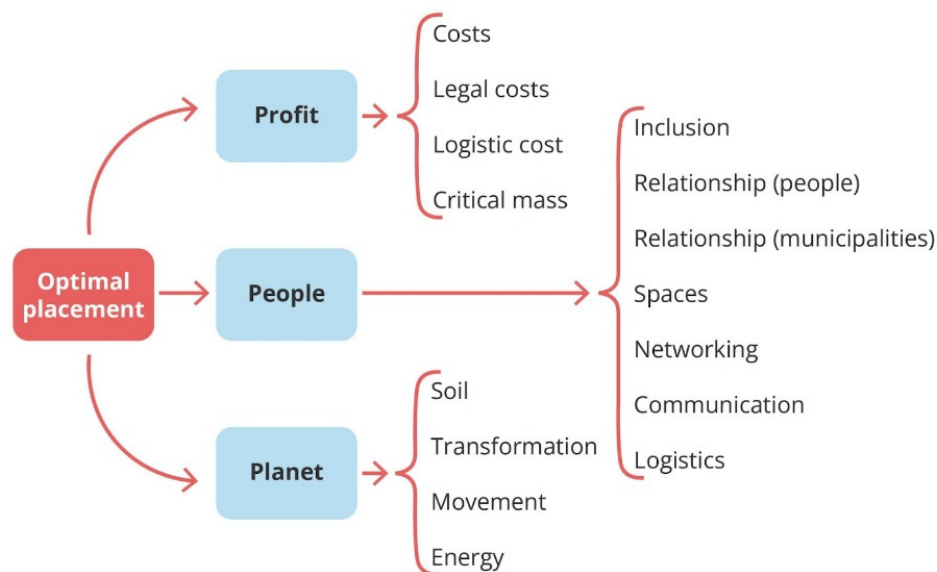 Optimal
placement
Profit
Costs
Legal costs
Logistic cost
Critical mass
People
Inclusion
Relationship (people)
Relationship (municipalities)
Spaces
Networking
Communication
Logistics
Planet
Soil
Transformation
Movement
Energy